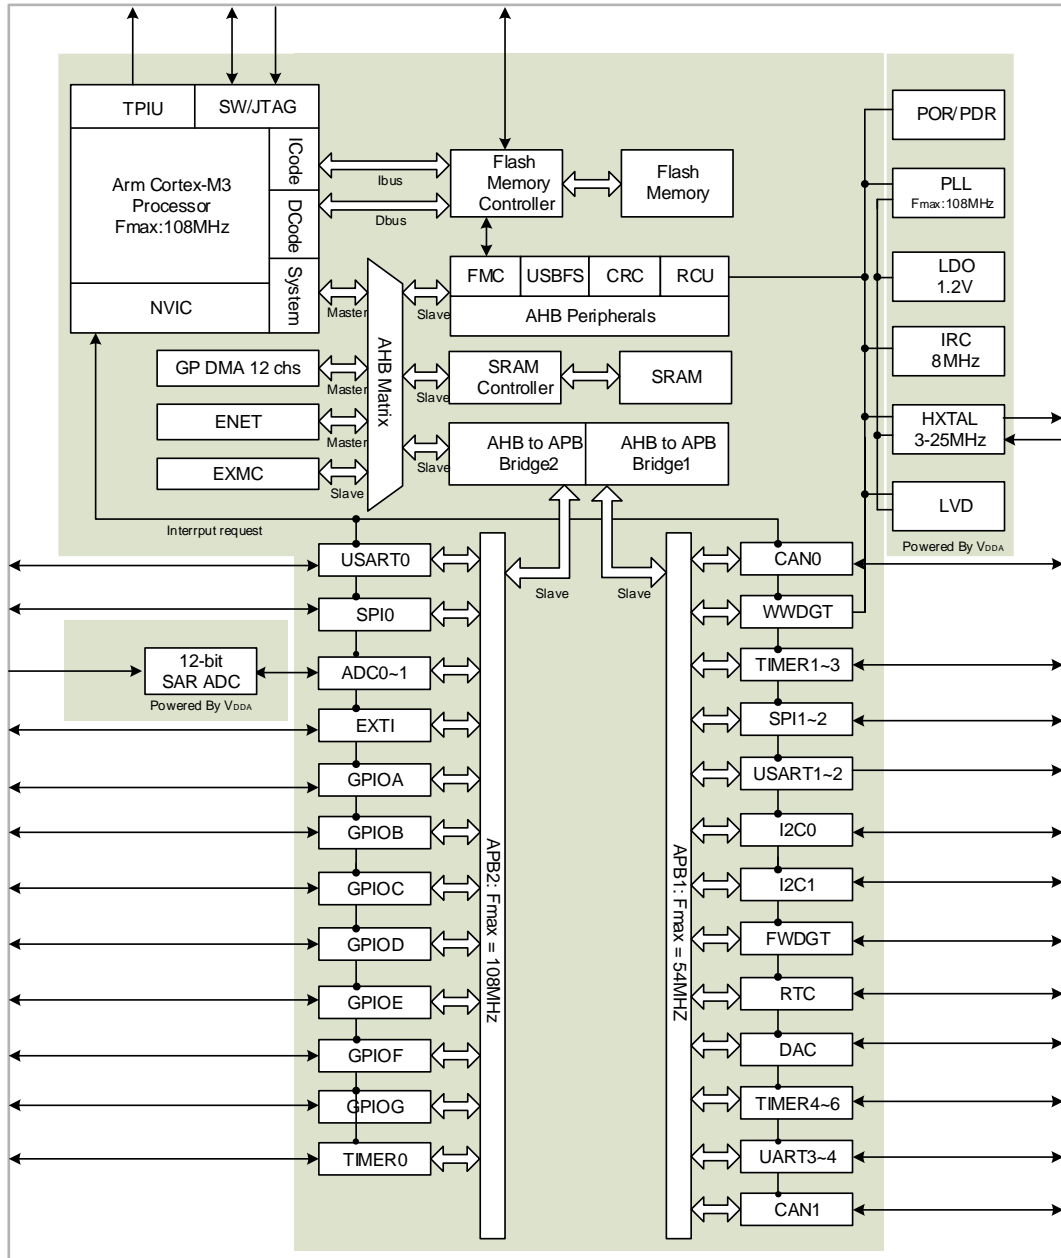 TPIU
SW/JTAG
POR/PDR
Arm Cortex-M3
Processor
Fmax:108MHz
ICode
DCode
System
NVIC
Ibus
Dbus
Flash
Memory
Controller
Flash
Memory
PLL
Fmax:108MHz
LDO
1.2V
FMC
USBFS
CRC
RCU
AHB Peripherals
Master
Slave
AHB Matrix
IRC
8MHz
GP DMA 12 chs
Master
Slave
SRAM
Controller
SRAM
HXTAL
3-25MHz
ENET
Master
AHB to APB
Bridge2
AHB to APB
Bridge1
EXMC
Slave
Slave
LVD
Powered By VDDA
Interrput request
USART0
CAN0
Slave
Slave
SPI0
WWDGT
12-bit
SAR ADC
Powered By VDDA
ADC0~1
TIMER1~3
EXTI
SPI1~2
GPIOA
USART1~2
GPIOB
I2C0
APB2: Fmax = 108MHz
APB1: Fmax = 54MHZ
GPIOC
I2C1
GPIOD
FWDGT
GPIOE
RTC
GPIOF
DAC
GPIOG
TIMER4~6
TIMER0
UART3~4
CAN1